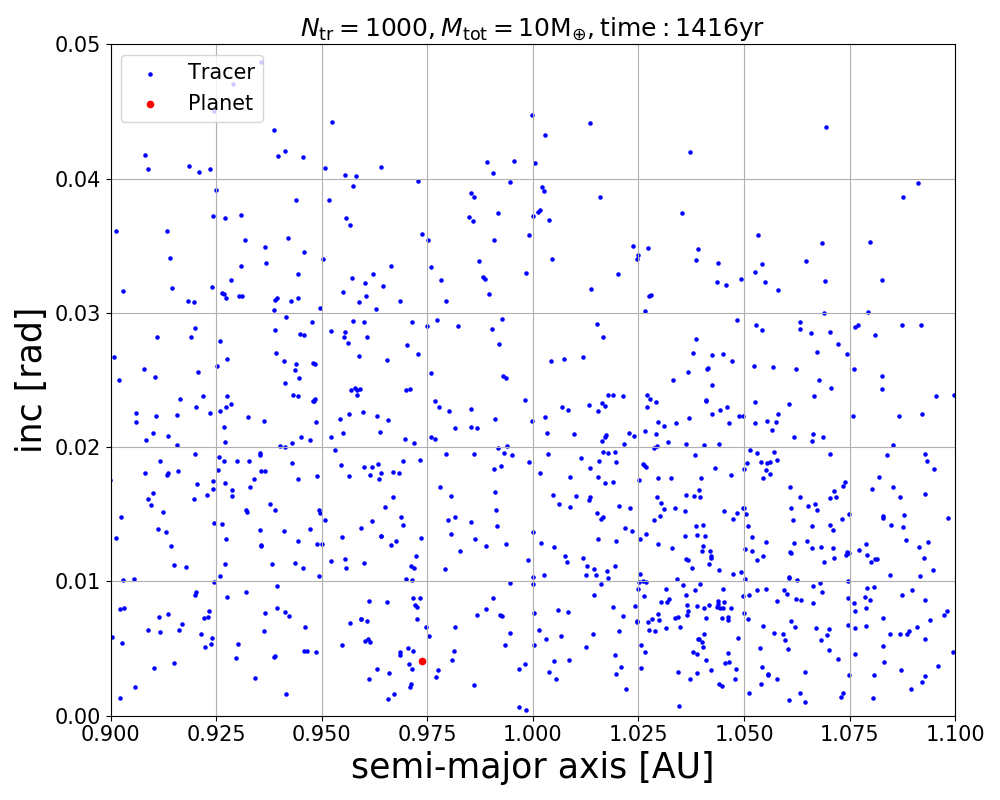 N_tr = 1000, M_tot = 10M_⊕, time : 1416yr
0.05
Tracer
Planet
0.04
0.03
0.02
0.01
0.00
inc [rad]
0.900 0.925 0.950 0.975 1.000 1.025 1.050 1.075 1.100
semi-major axis [AU]